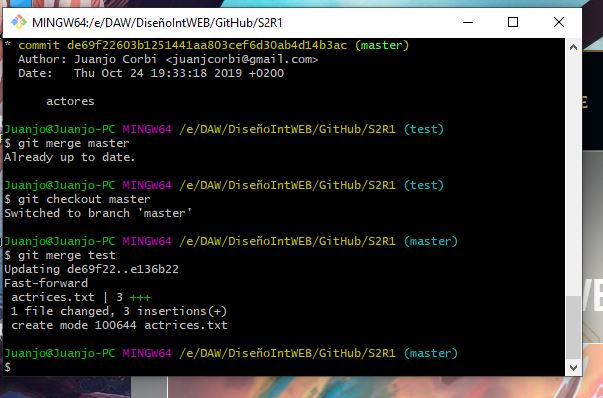 MINGW64:/e/DAW/DiseñoIntWEB/GitHub/S2R1
* commit de69f22603b1251441aa803cef6d30ab4d14b3ac (master)
Author: Juanjo Corbi <juanjcorbi@gmail.com>
Date:   Thu Oct 24 19:33:18 2019 +0200
actores
Juanjo@Juanjo-PC MINGW64 /e/DAW/DiseñoIntWEB/GitHub/S2R1 (test)
$ git merge master
Already up to date.
Juanjo@Juanjo-PC MINGW64 /e/DAW/DiseñoIntWEB/GitHub/S2R1 (test)
$ git checkout master
Switched to branch 'master'
Juanjo@Juanjo-PC MINGW64 /e/DAW/DiseñoIntWEB/GitHub/S2R1 (master)
$ git merge test
Updating de69f22..e136b22
Fast-forward
actrices.txt | 3 +++
1 file changed, 3 insertions(+)
create mode 100644 actrices.txt
Juanjo@Juanjo-PC MINGW64 /e/DAW/DiseñoIntWEB/GitHub/S2R1 (master)
$